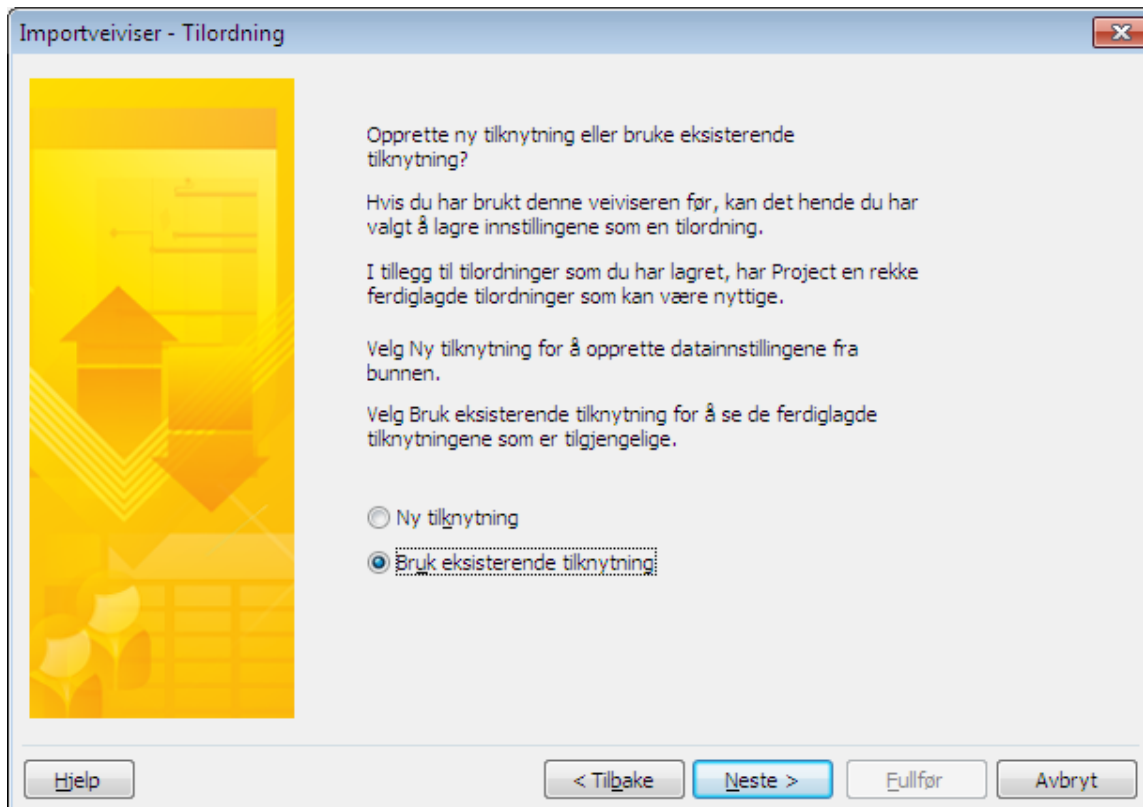 Importveiviser - Tilordning
Opprette ny tilknytning eller bruke eksisterende
tilknytning?
Hvis du har brukt denne veiviseren før, kan det hende du har
valgt å lagre innstillingene som en tilordning.
I tillegg til tilordninger som du har lagret, har Project en rekke
ferdiglagde tilordninger som kan være nyttige.
Velg Ny tilknytning for å opprette datainnstillingene fra
bunnen.
Velg Bruk eksisterende tilknytning for å se de ferdiglagde
tilknytningene som er tilgjengelige.
Ny tilknytning
Bruk eksisterende tilknytning
Hjelp
< Tilbake
Neste >
Fullfør
Avbryt